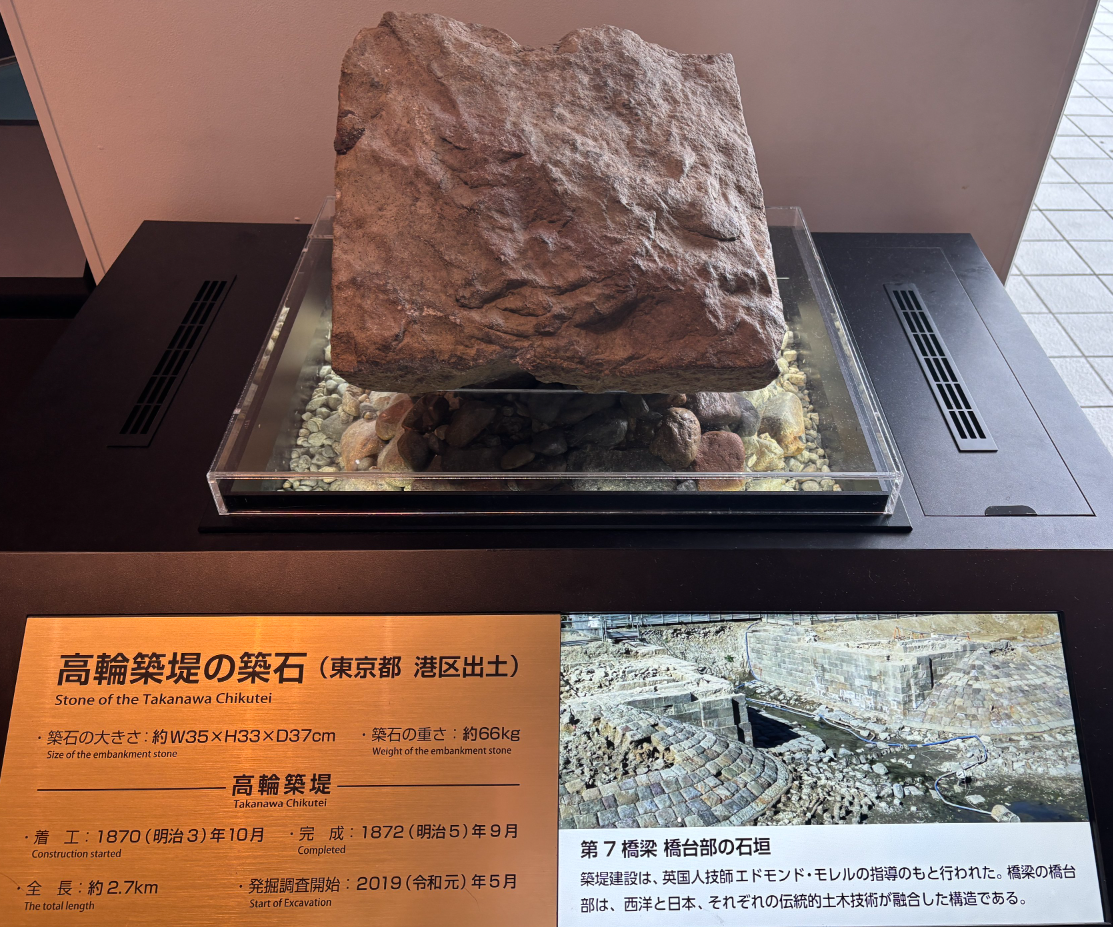 高輪築堤の築石（東京都 港区出土）
Stone of the Takanawa Chikutei
・築石の大きさ：約W35×H33×D37cm ・築石の重さ：約66kg
Size of the embankment stone Weight of the embankment stone
高輪築堤
Takanawa Chikutei
・着 工：1870（明治3）年10月 ・完 成：1872（明治5）年9月
Construction started Completed
・全 長：約2.7km ・発掘調査開始：2019（令和元）年5月
The total length Start of Excavation
第7橋梁 橋台部の石垣
築堤建設は、英国人技師エドモンド・モレルの指導のもと行われた。橋梁の橋台
部は、西洋と日本、それぞれの伝統的土木技術が融合した構造である。